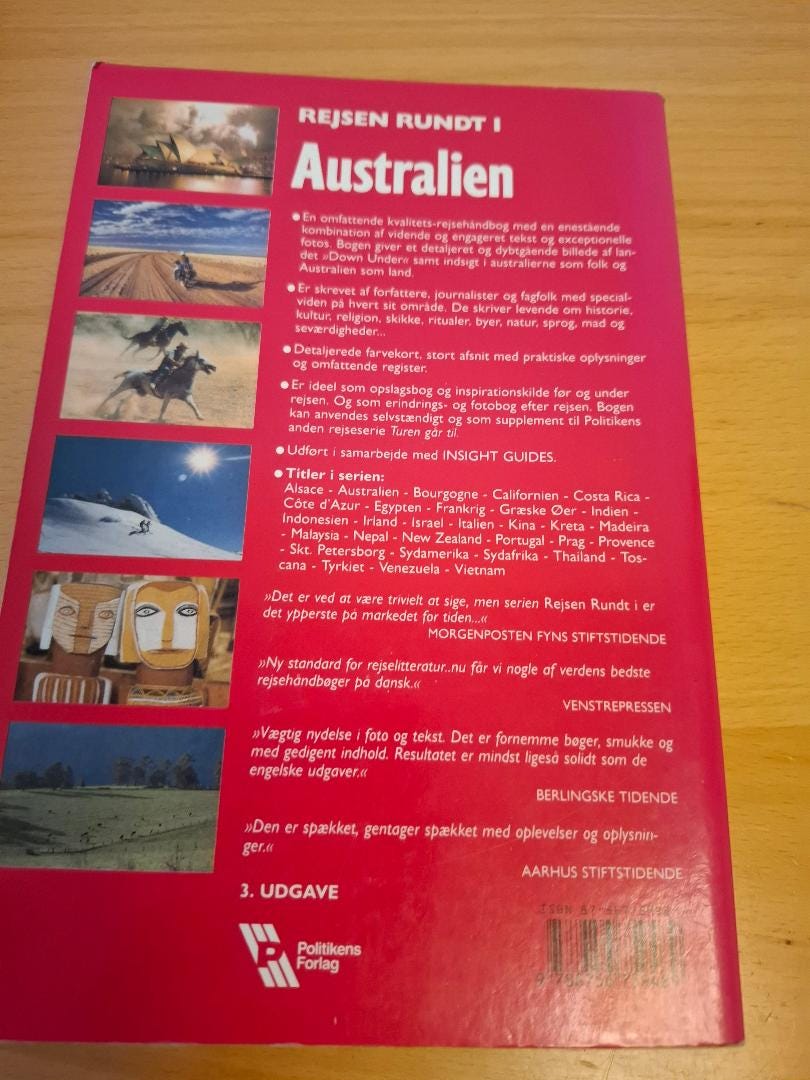 REJSEN RUNDT I
Australien
● En omfattende kvalitets-rejsehåndbog med en enestående
kombination af vidende og engageret tekst og exceptionelle
fotos. Bogen giver et detaljeret og dybtgående billede af lan-
det »Down Under« samt indsigt i australierne som folk og
Australien som land.
● Er skrevet af forfattere, journalister og fagfolk med special-
viden på hvert sit område. De skriver levende om historie,
kultur, religion, skikke, ritualer, byer, natur, sprog, mad og
seværdigheder...
● Detaljerede farvekort, stort afsnit med praktiske oplysninger
og omfattende register.
● Er ideel som opslagsbog og inspirationskilde før og under
rejsen. Og som erindrings- og fotobog efter rejsen. Bogen
kan anvendes selvstændigt og som supplement til Politikens
anden rejseserie Turen går til.
● Udført i samarbejde med INSIGHT GUIDES.
● Titler i serien:
Alsace - Australien - Bourgogne - Californien - Costa Rica -
Côte d'Azur - Egypten - Frankrig - Græske Øer - Indien -
Indonesien - Irland - Israel - Italien - Kina - Kreta - Madeira
- Malaysia - Nepal - New Zealand - Portugal - Prag - Provence
- Skt. Petersborg - Sydamerika - Sydafrika - Thailand - Tos-
cana - Tyrkiet - Venezuela - Vietnam
»Det er ved at være trivielt at sige, men serien Rejsen Rundt i er
det ypperste på markedet for tiden...«
MORGENPOSTEN FYNS STIFTSTIDENDE
»Ny standard for rejselitteratur..nu får vi nogle af verdens bedste
rejsehåndbøger på dansk.«
VENSTREPRESSEN
»Vægtig nydelse i foto og tekst. Det er fornemme bøger, smukke og
med gedigent indhold. Resultatet er mindst ligeså solidt som de
engelske udgaver.«
BERLINGSKE TIDENDE
»Den er spækket, gentager spækket med oplevelser og oplysnin-
ger.«
AARHUS STIFTSTIDENDE
3. UDGAVE
ISBN
Politikens
Forlag